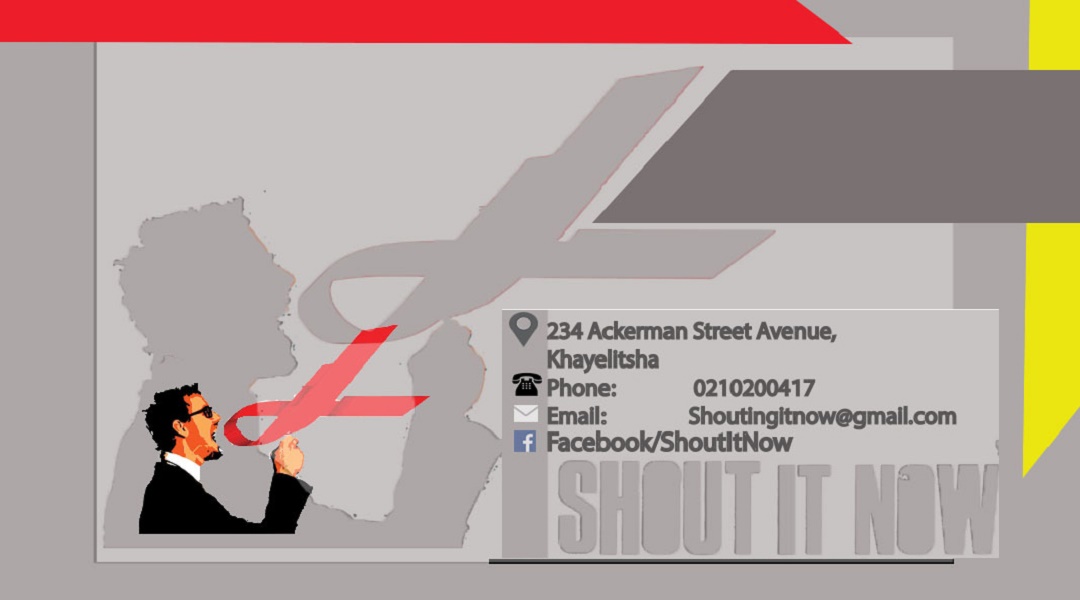 234 Ackerman Street Avenue,
Khayelitsha
Phone: 0210200417
Email: Shoutingitnow@gmail.com
Facebook/ShoutItNow
SHOUT IT NOW